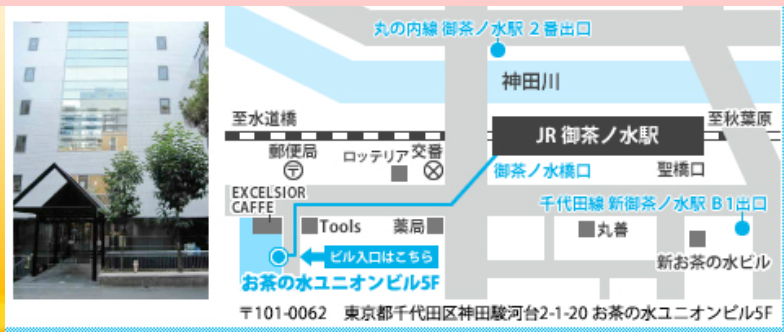 丸の内線 御茶ノ水駅 2番出口
神田川
至水道橋
至秋葉原
JR 御茶ノ水駅
郵便局
ロッテリア
交番
御茶ノ水橋口
聖橋口
EXCELSIOR
CAFFE
千代田線 新御茶ノ水駅 B1出口
Tools
薬局
丸善
ビル入口はこちら
新お茶の水ビル
お茶の水ユニオンビル5F
〒101-0062 東京都千代田区神田駿河台2-1-20 お茶の水ユニオンビル5F